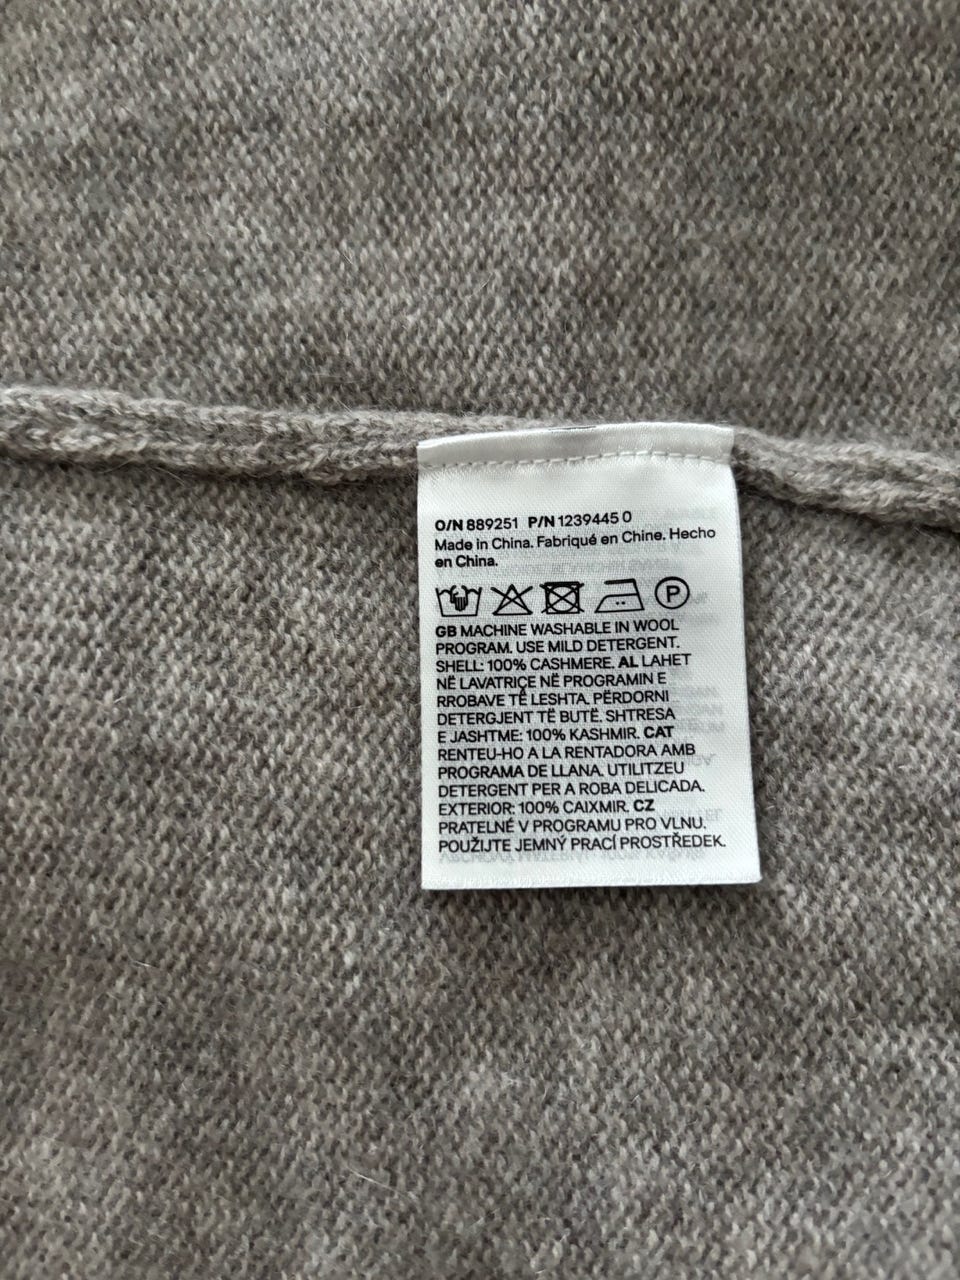 O/N 889251 P/N 1239445 0
Made in China. Fabriqué en Chine. Hecho
en China.
P
GB MACHINE WASHABLE IN WOOL
PROGRAM. USE MILD DETERGENT.
SHELL: 100% CASHMERE. AL LAHET
NË LAVATRIÇE NË PROGRAMIN E
RROBAVE TË LESHTA. PËRDORNI
DETERGJENT TË BUTË. SHTRESA
E JASHTME: 100% KASHMIR. CAT
RENTEU-HO A LA RENTADORA AMB
PROGRAMA DE LLANA. UTILITZEU
DETERGENT PER A ROBA DELICADA.
EXTERIOR: 100% CAIXMIR. CZ
PRATELNÉ V PROGRAMU PRO VLNU.
POUŽIJTE JEMNÝ PRACÍ PROSTŘEDEK.